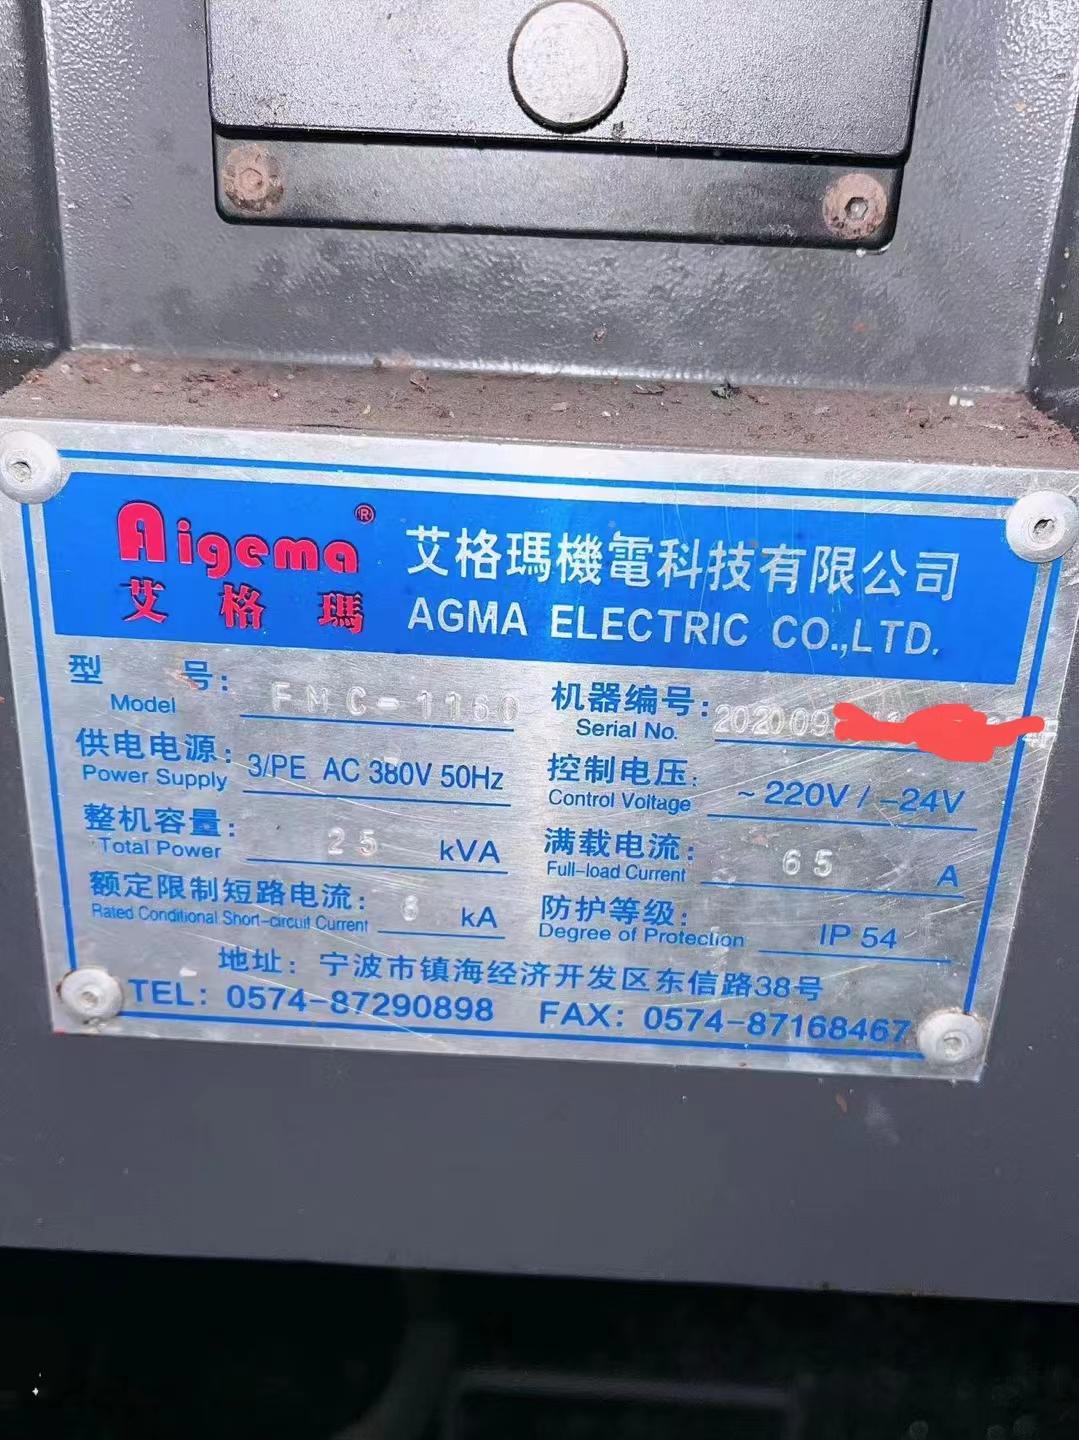 Aigema®
艾格瑪
艾格瑪機電科技有限公司
AGMA ELECTRIC CO.,LTD.
型 号: FMC-1160
Model
机器编号: 202009
Serial No.
供电电源: 3/PE AC 380V 50Hz
Power Supply
控制电压: ~220V / -24V
Control Voltage
整机容量: 25 kVA
Total Power
满载电流: 65 A
Full-load Current
额定限制短路电流: 6 kA
Rated Conditional Short-circuit Current
防护等级: IP 54
Degree of Protection
地址: 宁波市镇海经济开发区东信路38号
TEL: 0574-87290898 FAX: 0574-87168467